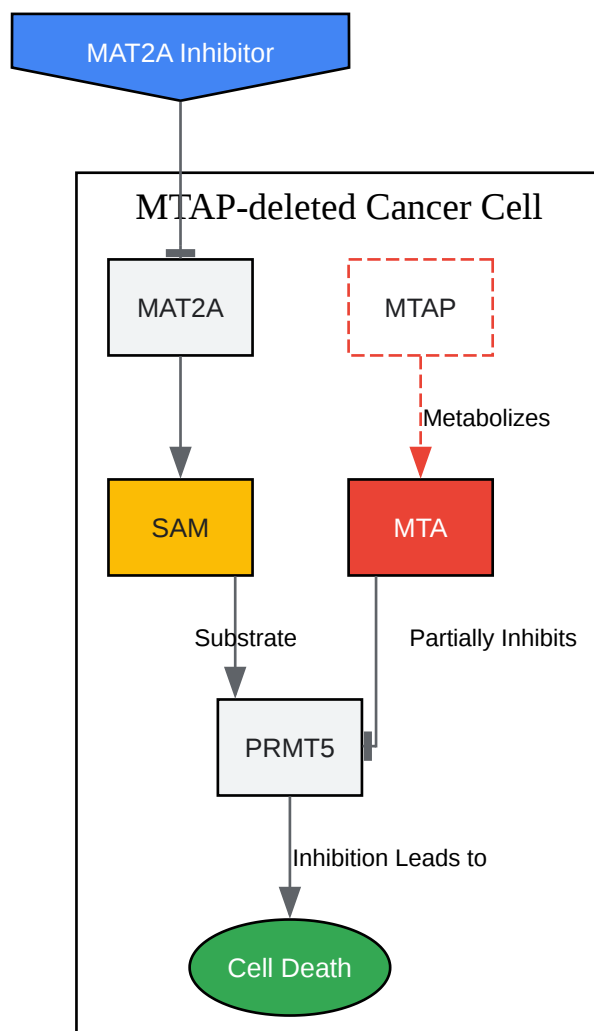 MAT2A Inhibitor
MTAP-deleted Cancer Cell
MAT2A
MTAP
Metabolizes
SAM
MTA
Substrate
Partially Inhibits
PRMT5
Inhibition Leads to
Cell Death